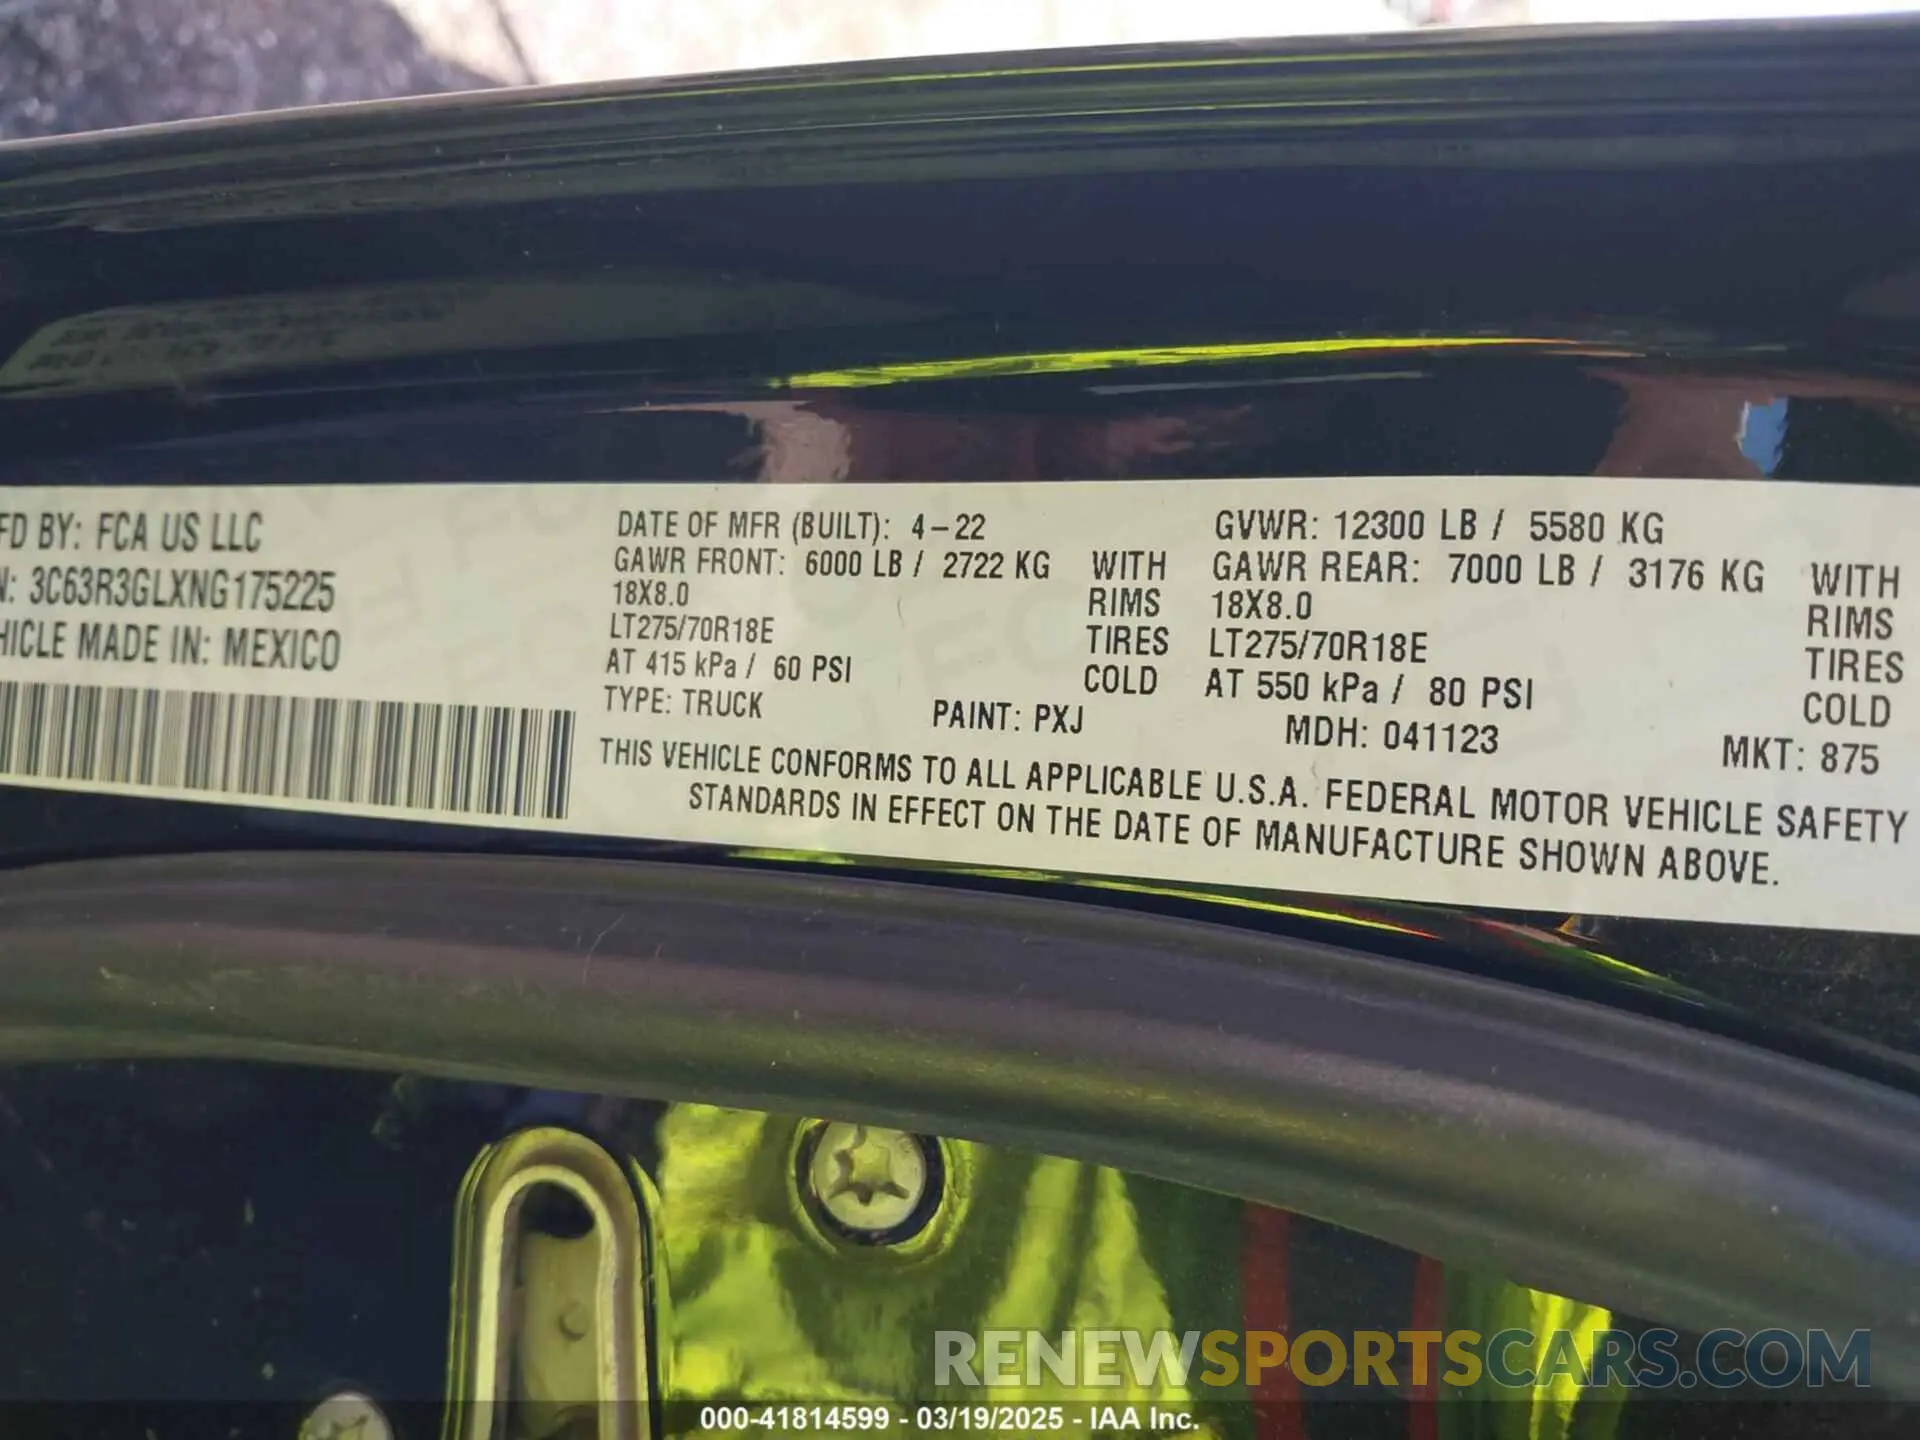 FD BY: FCA US LLC
N: 3C63R3GLXNG175225
HICLE MADE IN: MEXICO
DATE OF MFR (BUILT): 4-22 GVWR: 12300 LB / 5580 KG
GAWR FRONT: 6000 LB / 2722 KG WITH GAWR REAR: 7000 LB / 3176 KG WITH
18X8.0 RIMS 18X8.0 RIMS
LT275/70R18E TIRES LT275/70R18E TIRES
AT 415 kPa / 60 PSI COLD AT 550 kPa / 80 PSI COLD
TYPE: TRUCK PAINT: PXJ MDH: 041123 MKT: 875
THIS VEHICLE CONFORMS TO ALL APPLICABLE U.S.A. FEDERAL MOTOR VEHICLE SAFETY
STANDARDS IN EFFECT ON THE DATE OF MANUFACTURE SHOWN ABOVE.
RENEWSPORTSCARS.COM
000-41814599 - 03/19/2025 - IAA Inc.